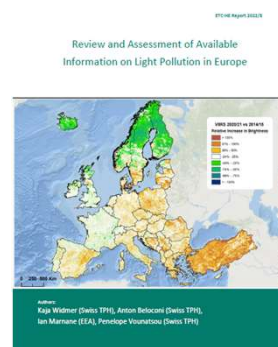 ETC HE Report 2022/8
Review and Assessment of Available
Information on Light Pollution in Europe
VIIRS 2020/21 vs 2014/15
Relative Increase in Brightness
Authors:
Kaja Widmer (Swiss TPH), Anton Beloconi (Swiss TPH),
Ian Marnane (EEA), Penelope Vounatsou (Swiss TPH)